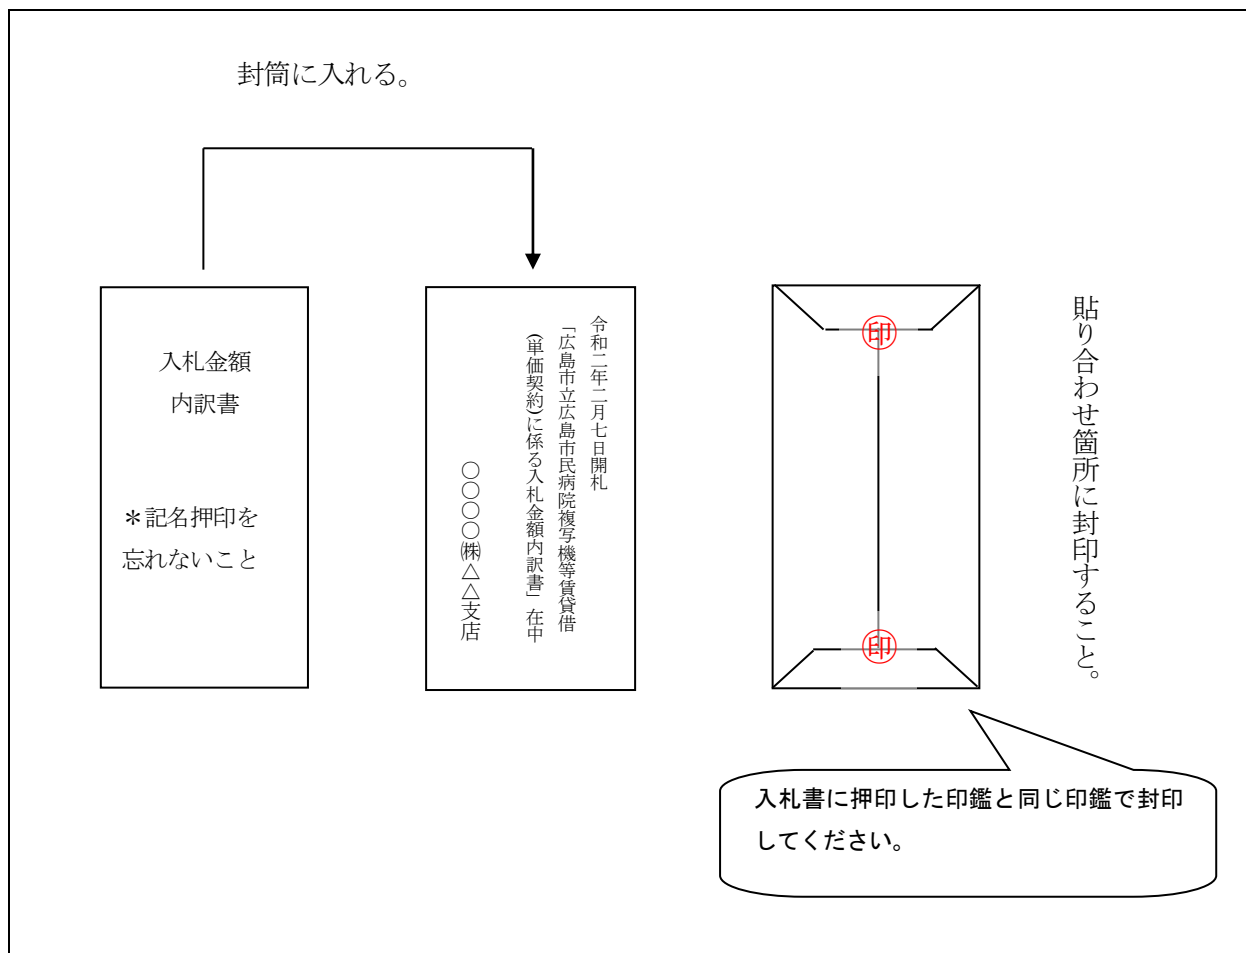 封筒に入れる。
入札金額
内訳書
＊記名押印を
忘れないこと
令和二年二月七日開札
「広島市立広島市民病院複写機等賃貸借
(単価契約)に係る入札金額内訳書」在中
〇〇〇〇㈱△△支店
印
印
貼り合わせ箇所に封印すること。
入札書に押印した印鑑と同じ印鑑で封印
してください。